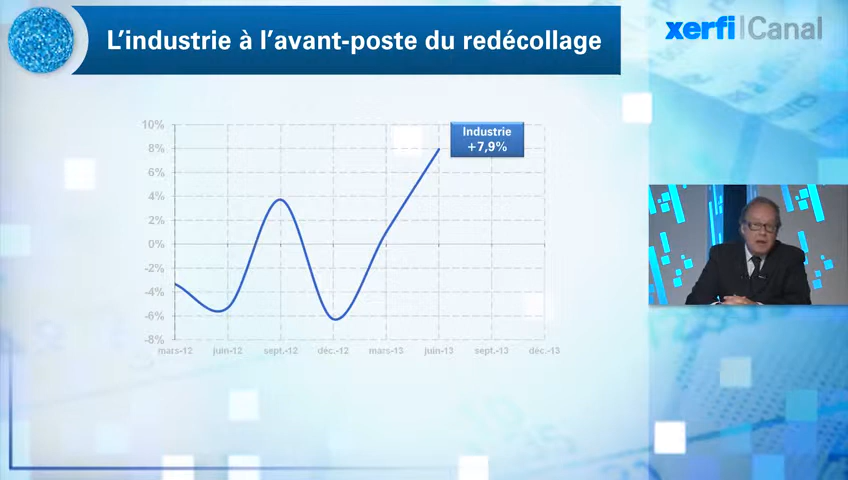 L'industrie à l'avant-poste du redécollage
xerfi|Canal
10%
8%
6%
4%
2%
0%
-2%
-4%
-6%
-8%
Industrie
+7,9%
mars-12 juin-12 sept.-12 déc.-12 mars-13 juin-13 sept.-13 déc.-13